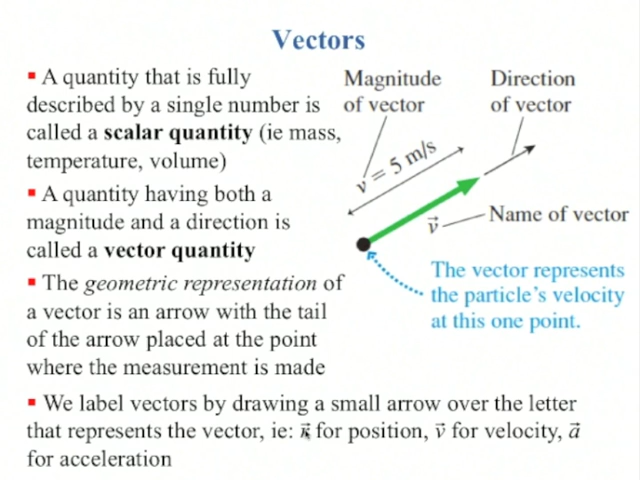 Vectors
▪ A quantity that is fully
described by a single number is
called a scalar quantity (ie mass,
temperature, volume)
▪ A quantity having both a
magnitude and a direction is
called a vector quantity
▪ The geometric representation of
a vector is an arrow with the tail
of the arrow placed at the point
where the measurement is made
Magnitude
of vector
Direction
of vector
v = 5 m/s
v⃗
Name of vector
The vector represents
the particle's velocity
at this one point.
▪ We label vectors by drawing a small arrow over the letter
that represents the vector, ie: for position, v⃗ for velocity, a⃗
for acceleration